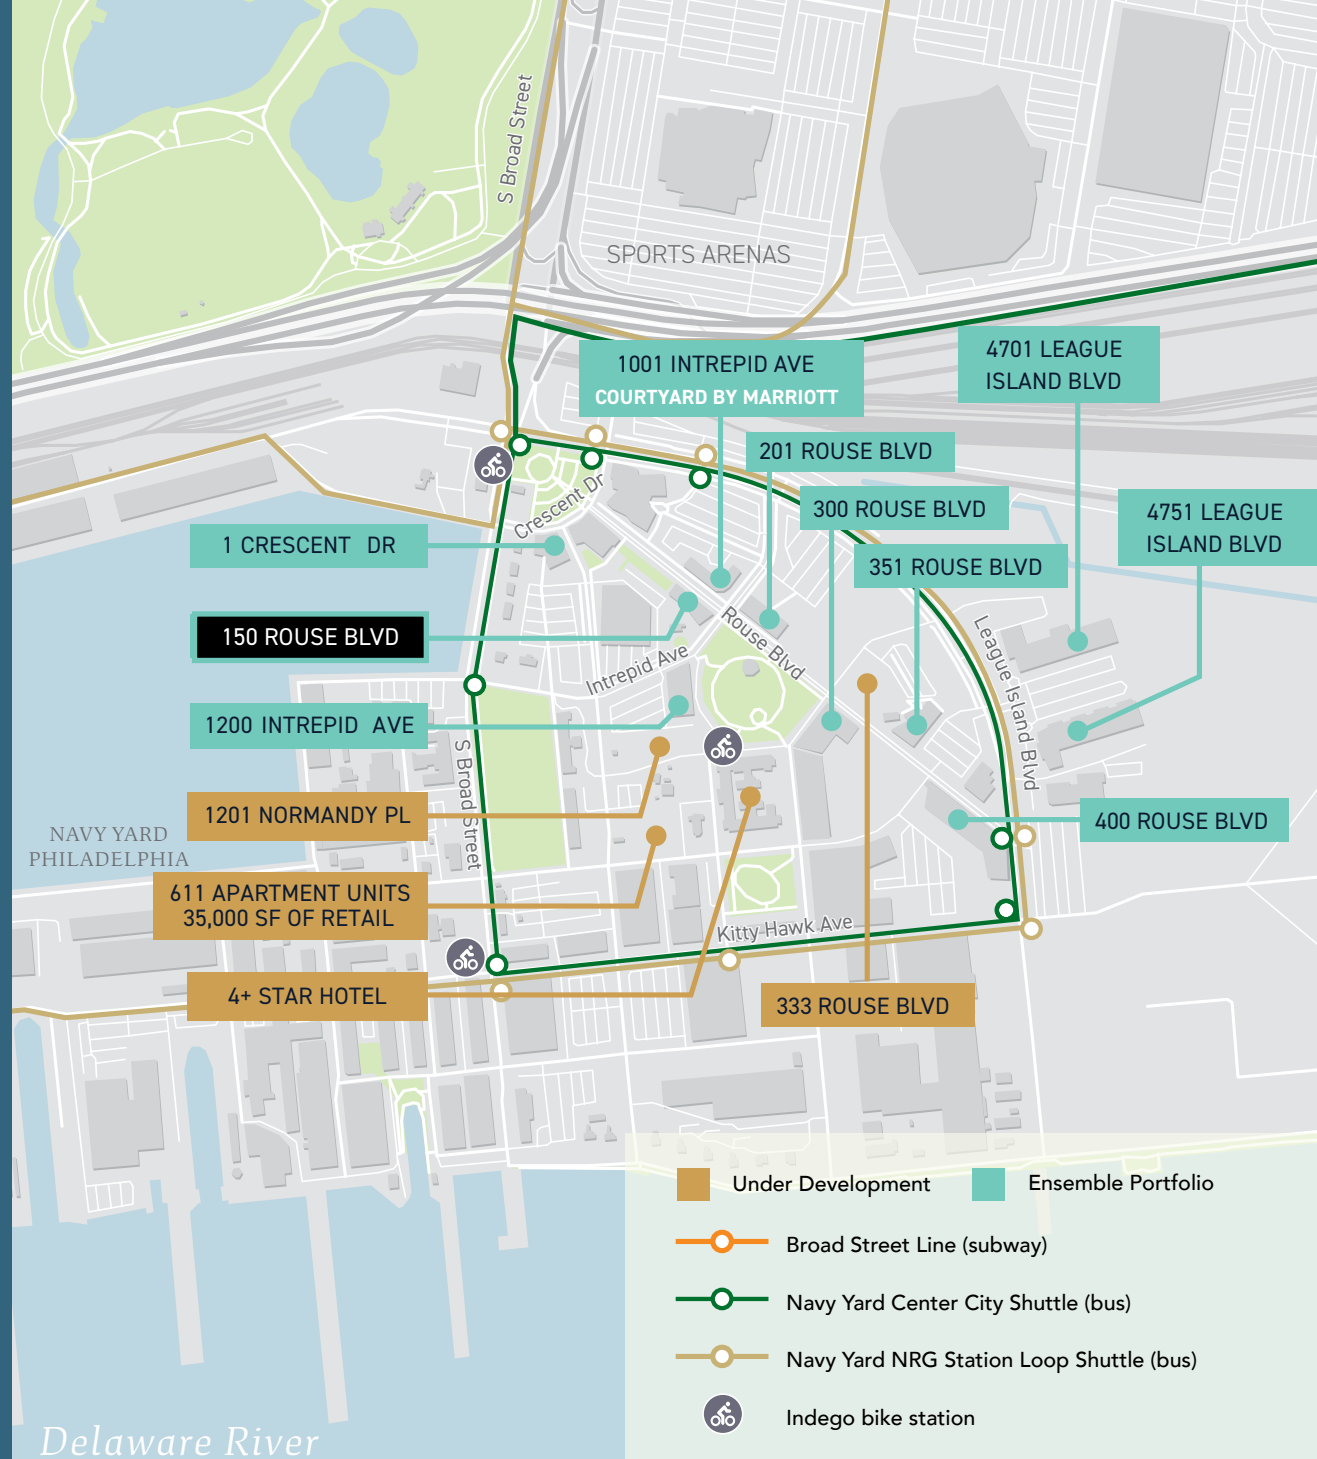 S Broad Street
SPORTS ARENAS
1001 INTREPID AVE
COURTYARD BY MARRIOTT
4701 LEAGUE
ISLAND BLVD
201 ROUSE BLVD
300 ROUSE BLVD
4751 LEAGUE
ISLAND BLVD
Crescent Dr
1 CRESCENT DR
351 ROUSE BLVD
150 ROUSE BLVD
Rouse Blvd
League Island Blvd
Intrepid Ave
1200 INTREPID AVE
S Broad Street
1201 NORMANDY PL
400 ROUSE BLVD
NAVY YARD
PHILADELPHIA
611 APARTMENT UNITS
35,000 SF OF RETAIL
Kitty Hawk Ave
4+ STAR HOTEL
333 ROUSE BLVD
Under Development
Ensemble Portfolio
Broad Street Line (subway)
Navy Yard Center City Shuttle (bus)
Navy Yard NRG Station Loop Shuttle (bus)
Indego bike station
Delaware River